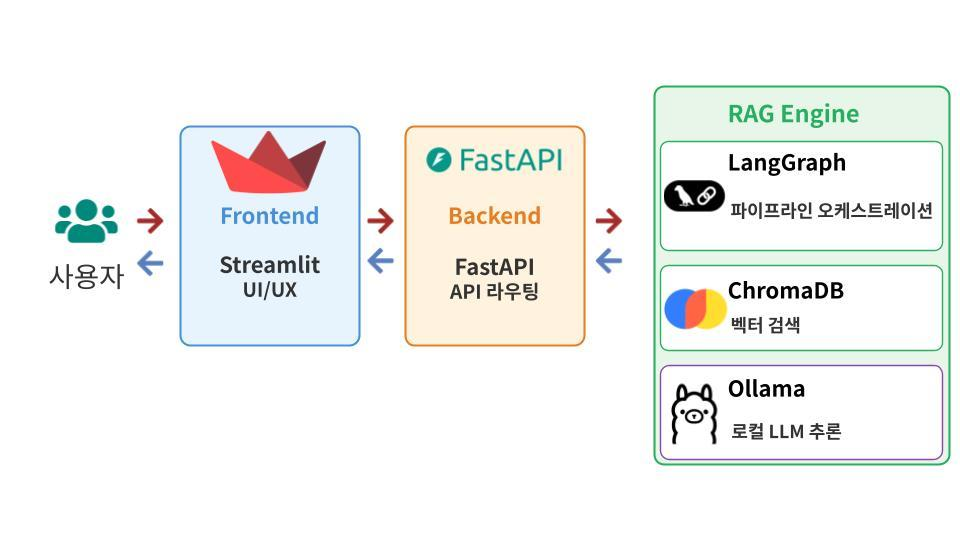 사용자
Frontend
Streamlit
UI/UX
FastAPI
Backend
FastAPI
API 라우팅
RAG Engine
LangGraph
파이프라인 오케스트레이션
ChromaDB
벡터 검색
Ollama
로컬 LLM 추론